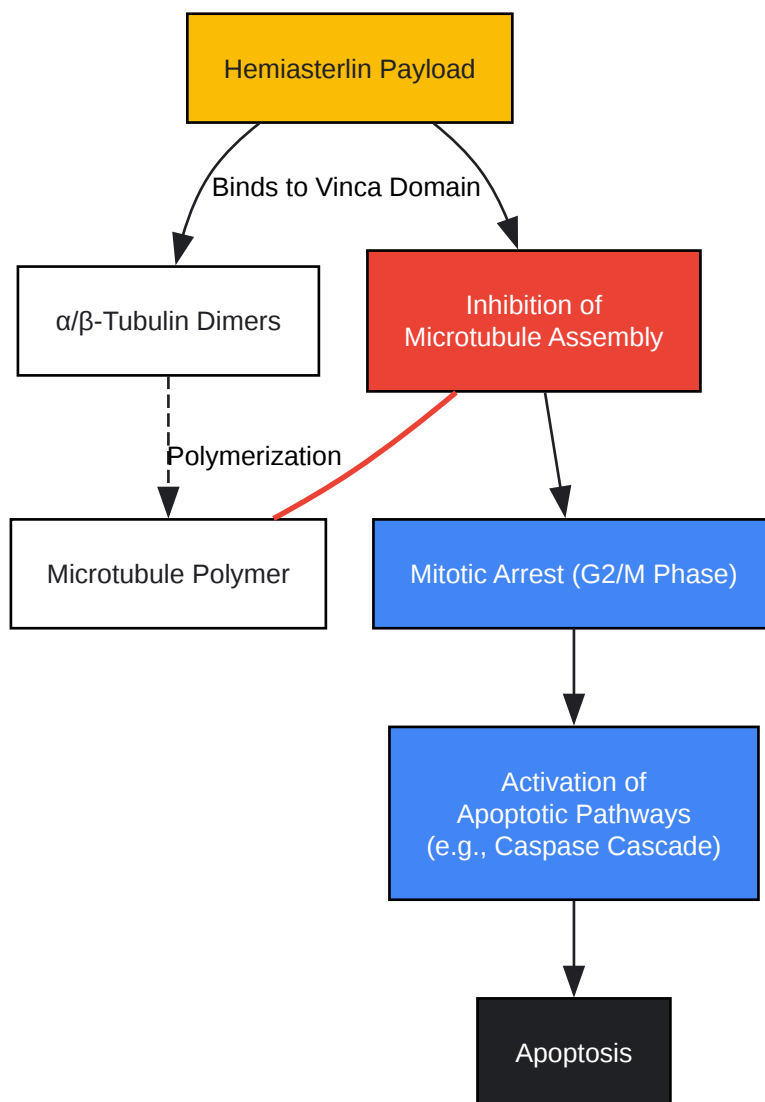 Hemiasterlin Payload
Binds to Vinca Domain
α/β-Tubulin Dimers
Inhibition of
Microtubule Assembly
Polymerization
Microtubule Polymer
Mitotic Arrest (G2/M Phase)
Activation of
Apoptotic Pathways
(e.g., Caspase Cascade)
Apoptosis